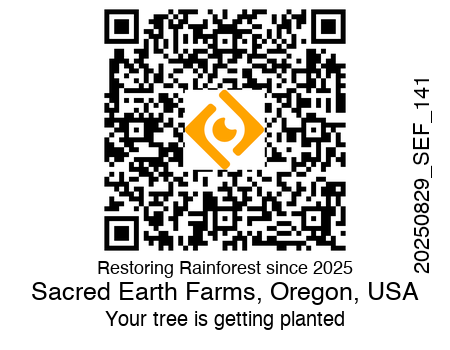 Restoring Rainforest since 2025
Sacred Earth Farms, Oregon, USA
Your tree is getting planted
20250829_SEF_141